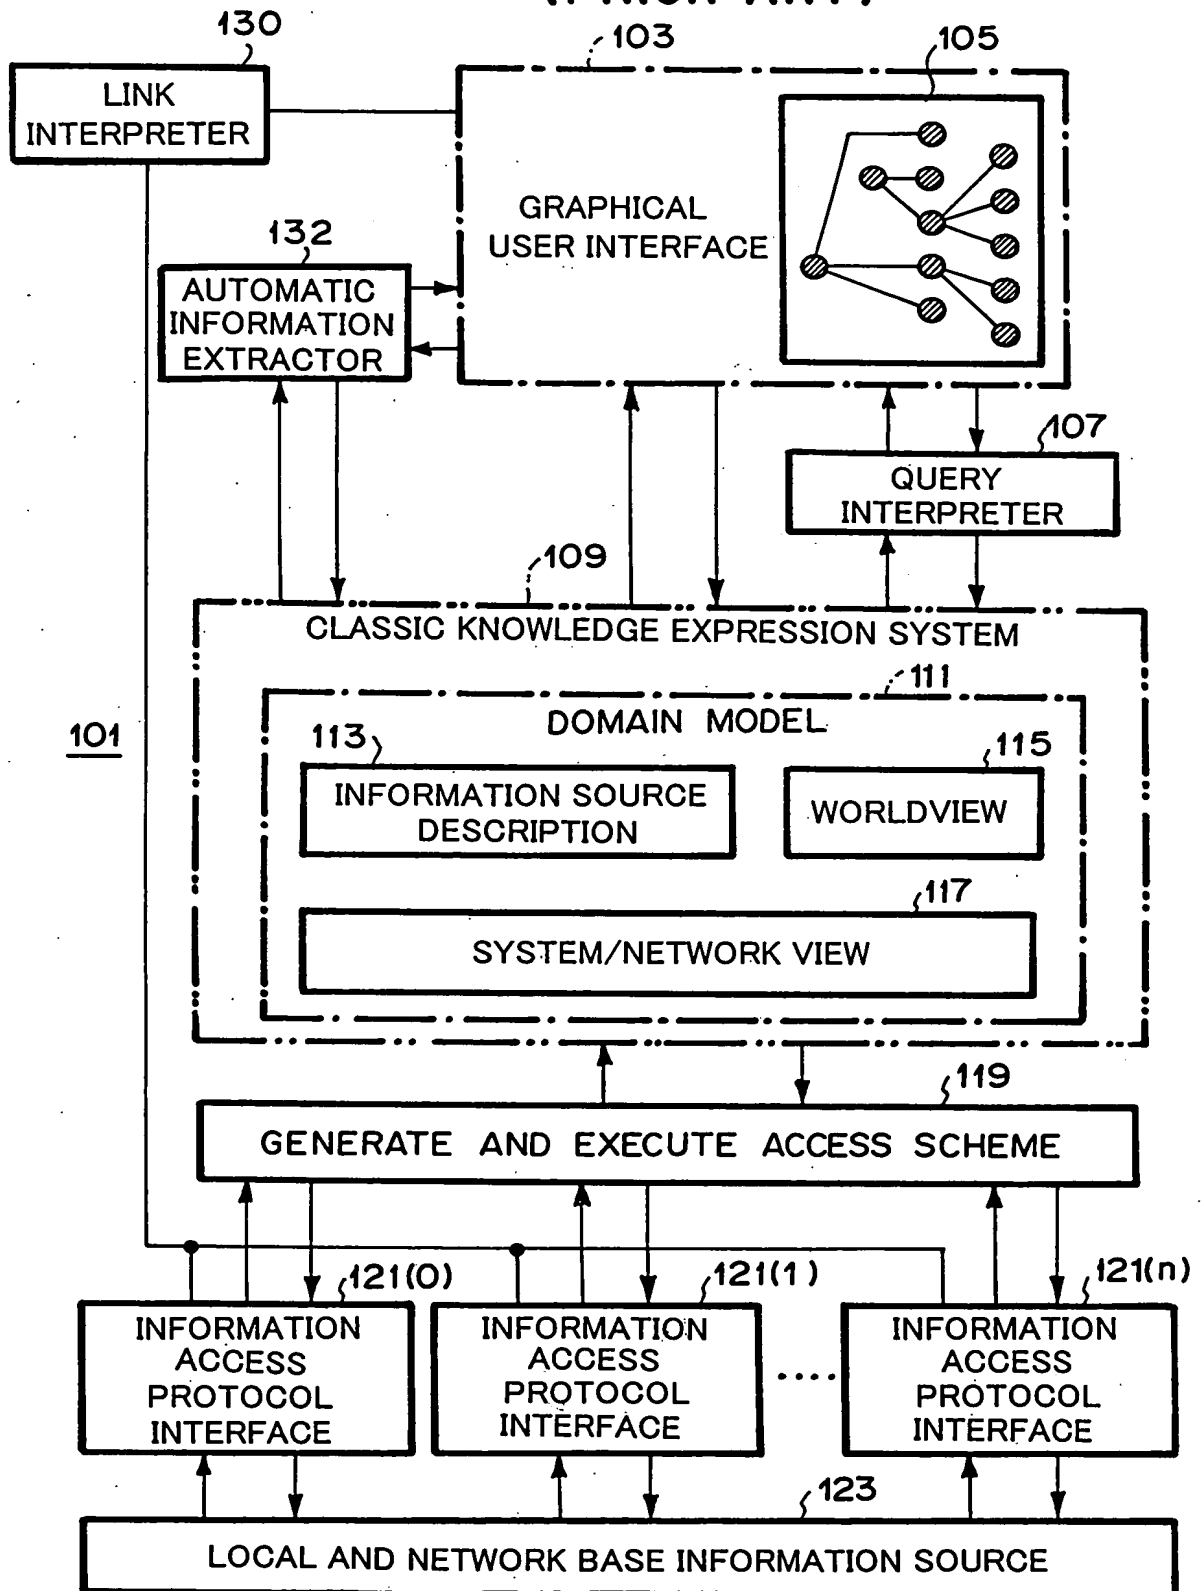 (PRIOR ART)
130
103
105
LINK
INTERPRETER
GRAPHICAL
USER INTERFACE
132
AUTOMATIC
INFORMATION
EXTRACTOR
107
QUERY
INTERPRETER
109
CLASSIC KNOWLEDGE EXPRESSION SYSTEM
111
DOMAIN MODEL
101
113
115
INFORMATION SOURCE
DESCRIPTION
WORLDVIEW
117
SYSTEM/NETWORK VIEW
119
GENERATE AND EXECUTE ACCESS SCHEME
121(0)
121(1)
121(n)
INFORMATION
ACCESS
PROTOCOL
INTERFACE
INFORMATION
ACCESS
PROTOCOL
INTERFACE
.....
INFORMATION
ACCESS
PROTOCOL
INTERFACE
123
LOCAL AND NETWORK BASE INFORMATION SOURCE